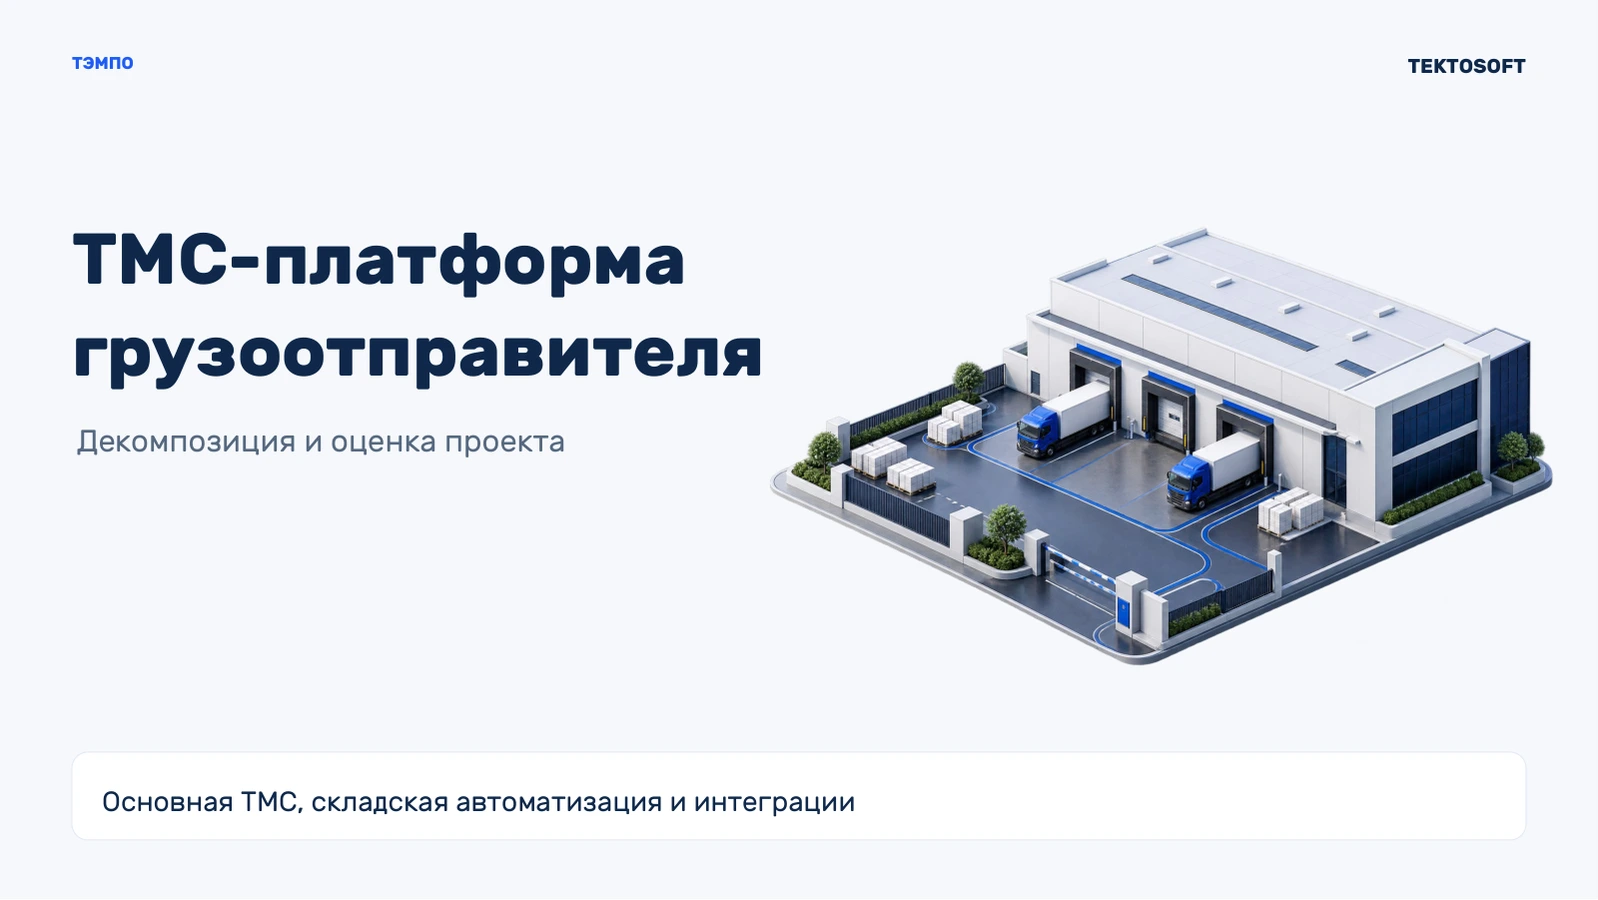 ТЭМПО
TEKTOSOFT
ТМС-платформа
грузоотправителя
Декомпозиция и оценка проекта
Основная ТМС, складская автоматизация и интеграции